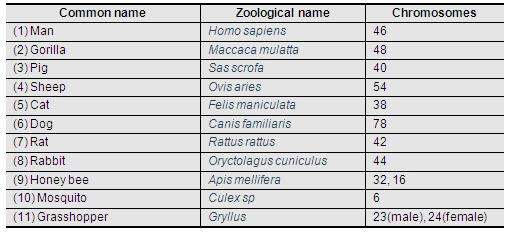 Common name Zoological name Chromosomes
(1) Man Homo sapiens 46
(2) Gorilla Maccaca mulatta 48
(3) Pig Sas scrofa 40
(4) Sheep Ovis aries 54
(5) Cat Felis maniculata 38
(6) Dog Canis familiaris 78
(7) Rat Rattus rattus 42
(8) Rabbit Oryctolagus cuniculus 44
(9) Honey bee Apis mellifera 32, 16
(10) Mosquito Culex sp 6
(11) Grasshopper Gryllus 23(male), 24(female)